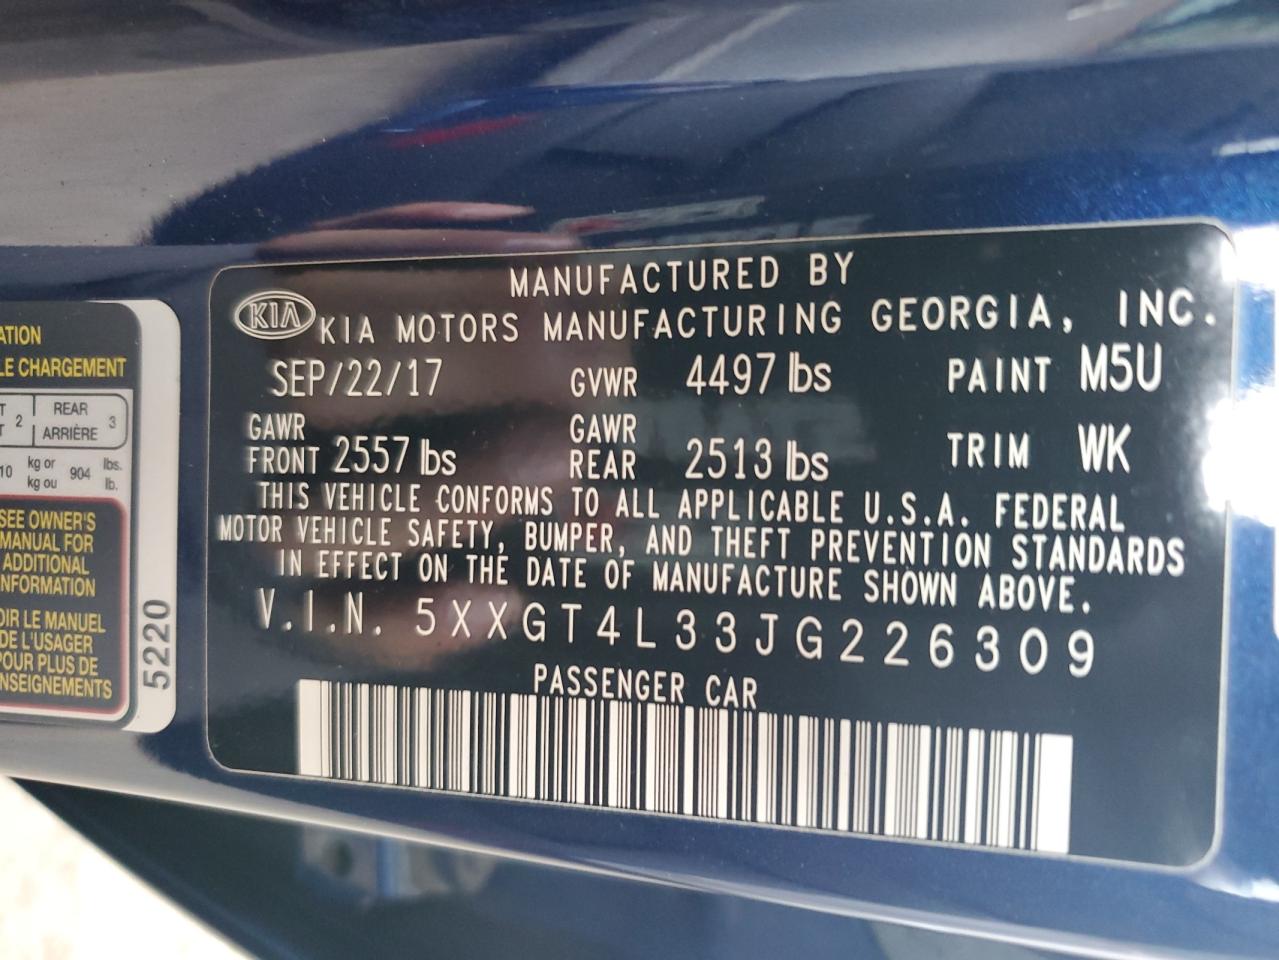 ATION
LE CHARGEMENT
REAR 3
ARRIÈRE
2
kg or 904 lbs.
kg ou lb.
SEE OWNER'S
MANUAL FOR
ADDITIONAL
INFORMATION
OIR LE MANUEL
DE L'USAGER
POUR PLUS DE
NSEIGNEMENTS
5220
MANUFACTURED BY
KIA KIA MOTORS MANUFACTURING GEORGIA, INC.
SEP/22/17 GVWR 4497 lbs PAINT M5U
GAWR FRONT 2557 lbs GAWR REAR 2513 lbs TRIM WK
THIS VEHICLE CONFORMS TO ALL APPLICABLE U.S.A. FEDERAL
MOTOR VEHICLE SAFETY, BUMPER, AND THEFT PREVENTION STANDARDS
IN EFFECT ON THE DATE OF MANUFACTURE SHOWN ABOVE.
V.I.N. 5XXGT4L33JG226309
PASSENGER CAR